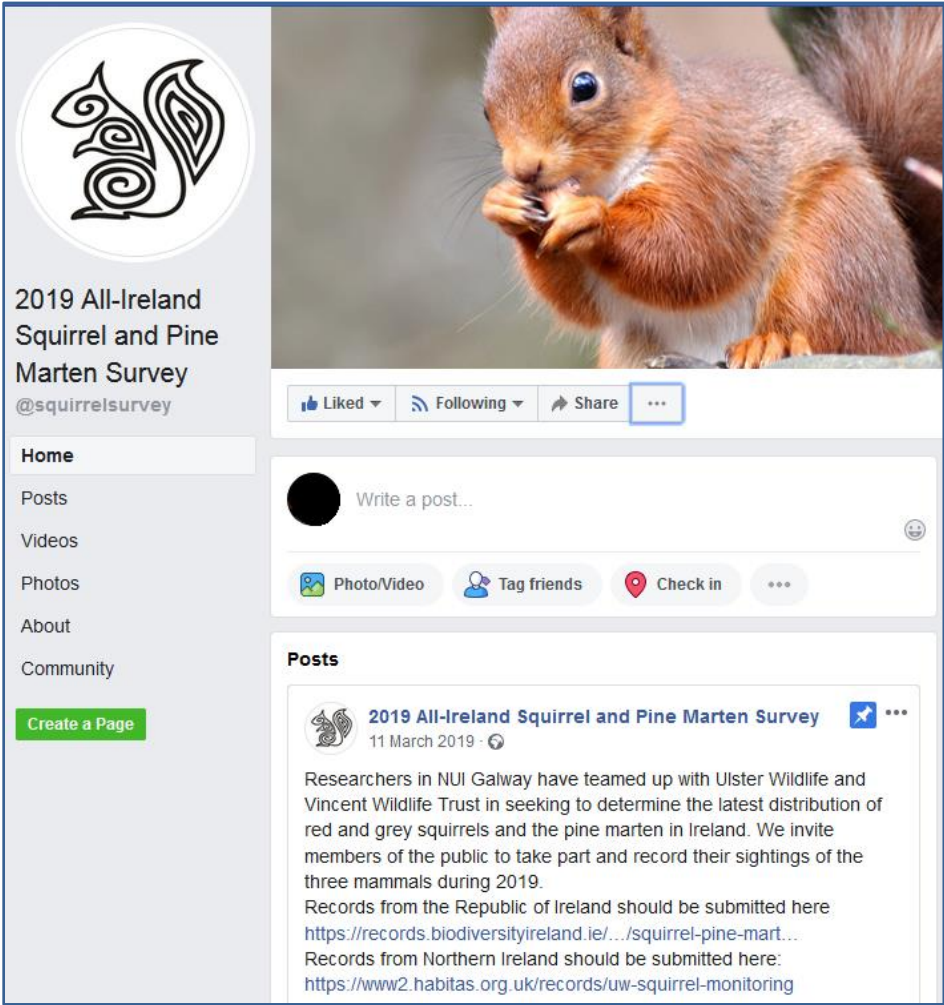 2019 All-Ireland
Squirrel and Pine
Marten Survey
@squirrelsurvey
Home
Posts
Videos
Photos
About
Community
Create a Page
Liked
Following
Share
Write a post...
Photo/Video
Tag friends
Check in
Posts
2019 All-Ireland Squirrel and Pine Marten Survey
11 March 2019 ·
Researchers in NUI Galway have teamed up with Ulster Wildlife and
Vincent Wildlife Trust in seeking to determine the latest distribution of
red and grey squirrels and the pine marten in Ireland. We invite
members of the public to take part and record their sightings of the
three mammals during 2019.
Records from the Republic of Ireland should be submitted here
https://records.biodiversityireland.ie/…/squirrel-pine-mart…
Records from Northern Ireland should be submitted here:
https://www2.habitas.org.uk/records/uw-squirrel-monitoring